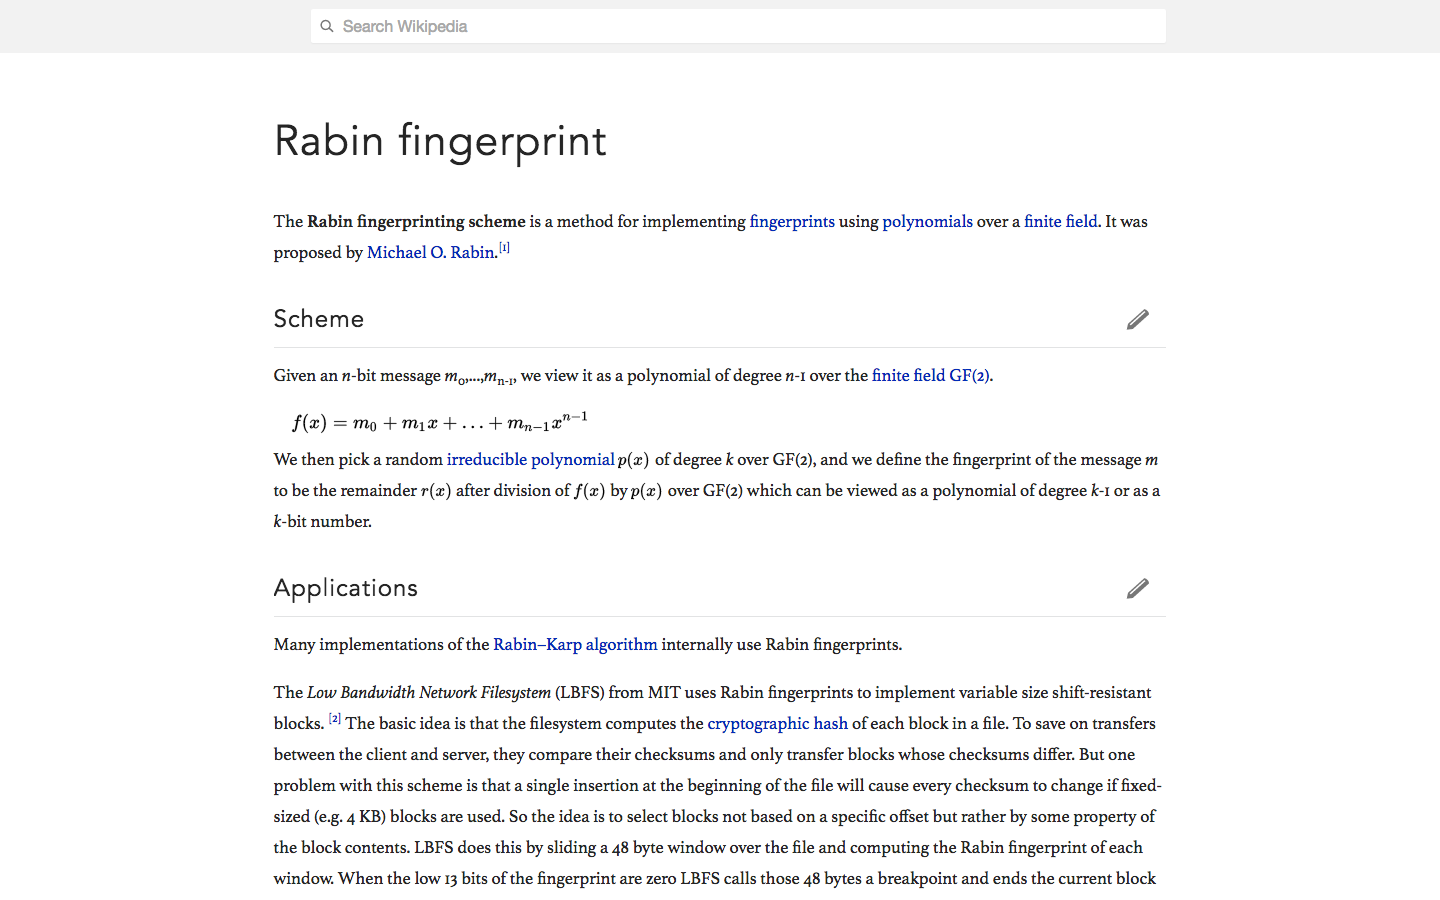 Search Wikipedia
Rabin fingerprint
The Rabin fingerprinting scheme is a method for implementing fingerprints using polynomials over a finite field. It was
proposed by Michael O. Rabin.[1]
Scheme
Given an n-bit message m0,...,mn-1, we view it as a polynomial of degree n-1 over the finite field GF(2).
f(x) = m₀ + m₁x + … + mₙ₋₁xⁿ⁻¹
We then pick a random irreducible polynomial p(x) of degree k over GF(2), and we define the fingerprint of the message m
to be the remainder r(x) after division of f(x) by p(x) over GF(2) which can be viewed as a polynomial of degree k-1 or as a
k-bit number.
Applications
Many implementations of the Rabin–Karp algorithm internally use Rabin fingerprints.
The Low Bandwidth Network Filesystem (LBFS) from MIT uses Rabin fingerprints to implement variable size shift-resistant
blocks. [2] The basic idea is that the filesystem computes the cryptographic hash of each block in a file. To save on transfers
between the client and server, they compare their checksums and only transfer blocks whose checksums differ. But one
problem with this scheme is that a single insertion at the beginning of the file will cause every checksum to change if fixed-
sized (e.g. 4 KB) blocks are used. So the idea is to select blocks not based on a specific offset but rather by some property of
the block contents. LBFS does this by sliding a 48 byte window over the file and computing the Rabin fingerprint of each
window. When the low 13 bits of the fingerprint are zero LBFS calls those 48 bytes a breakpoint and ends the current block